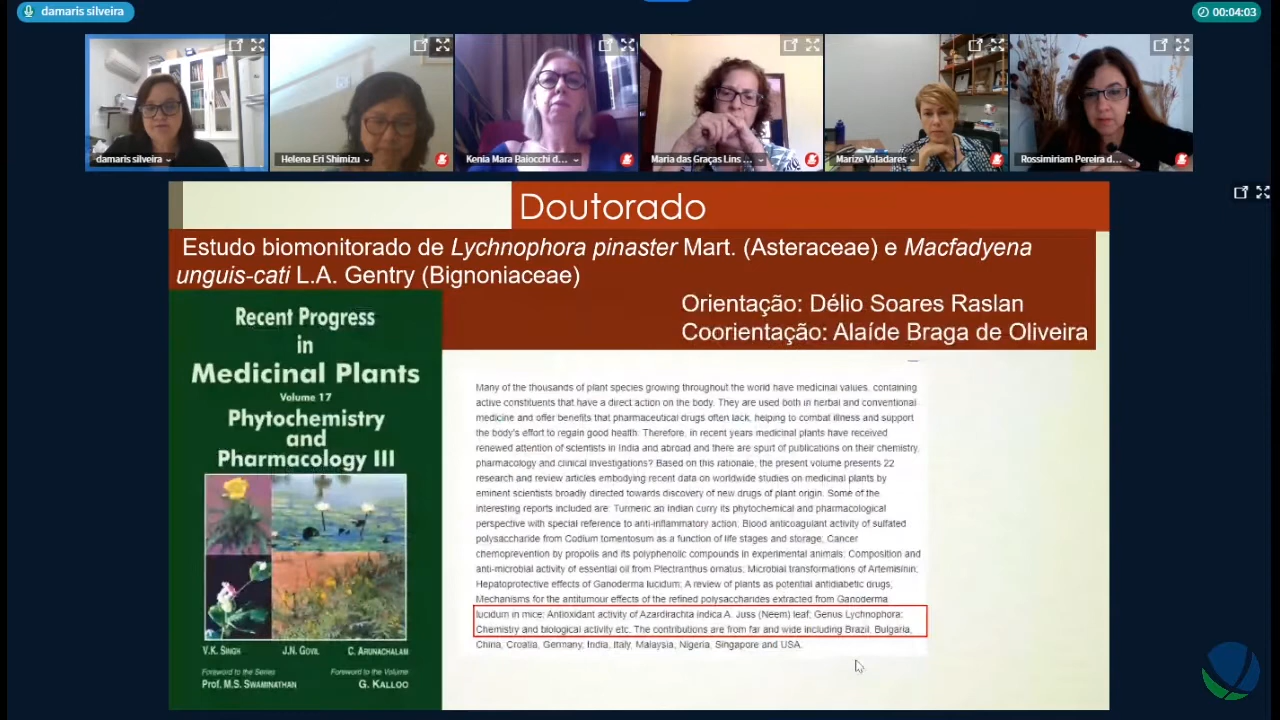 damaris silveira
00:04:03
damaris silveira
Helena Eri Shimizu
Kenia Mara Baiocchi d...
Maria das Graças Lins ...
Marize Valadares
Rossimiriam Pereira d...
Doutorado
Estudo biomonitorado de Lychnophora pinaster Mart. (Asteraceae) e Macfadyena
unguis-cati L.A. Gentry (Bignoniaceae)
Orientação: Délio Soares Raslan
Coorientação: Alaíde Braga de Oliveira
Recent Progress
in
Medicinal Plants
Volume 17
Phytochemistry
and
Pharmacology III
V.K. Singh J.N. Govil C. Arunachalam
Foreword to the Series Foreword to the Volume
Prof. M.S. Swaminathan G. Kalloo
Many of the thousands of plant species growing throughout the world have medicinal values, containing
active constituents that have a direct action on the body. They are used both in herbal and conventional
medicine and offer benefits that pharmaceutical drugs often lack, helping to combat illness and support
the body's effort to regain good health. Therefore, in recent years medicinal plants have received
renewed attention of scientists in India and abroad and there are spurt of publications on their chemistry,
pharmacology and clinical investigations? Based on this rationale, the present volume presents 22
research and review articles embodying recent data on worldwide studies on medicinal plants by
eminent scientists broadly directed towards discovery of new drugs of plant origin. Some of the
interesting reports included are: Turmeric an Indian curry its phytochemical and pharmacological
perspective with special reference to anti-inflammatory action; Blood anticoagulant activity of sulfated
polysaccharide from Codium tomentosum as a function of life stages and storage; Cancer
chemoprevention by propolis and its polyphenolic compounds in experimental animals; Composition and
anti-microbial activity of essential oil from Plectranthus ornatus; Microbial transformations of Artemisinin;
Hepatoprotective effects of Ganoderma lucidum; A review of plants as potential antidiabetic drugs;
Mechanisms for the antitumour effects of the refined polysaccharides extracted from Ganoderma
lucidum in mice; Antioxidant activity of Azardirachta indica A. Juss (Neem) leaf; Genus Lychnophora:
Chemistry and biological activity etc. The contributions are from far and wide including Brazil, Bulgaria,
China, Croatia, Germany, India, Italy, Malaysia, Nigeria, Singapore and USA.